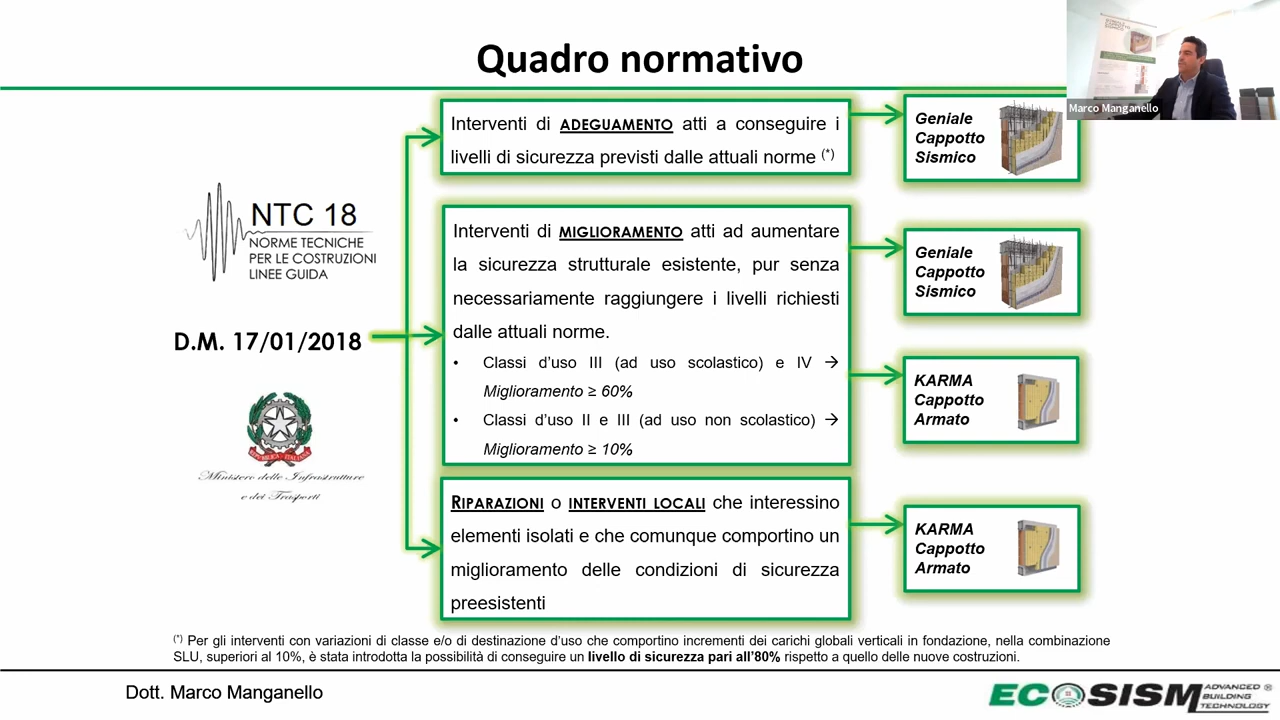 Quadro normativo
Marco Manganello
Interventi di ADEGUAMENTO atti a conseguire i
livelli di sicurezza previsti dalle attuali norme (*)
Geniale
Cappotto
Sismico
NTC 18
NORME TECNICHE
PER LE COSTRUZIONI
LINEE GUIDA
D.M. 17/01/2018
REPVBBLICA ITALIANA
Ministero delle Infrastrutture
e dei Trasporti
Interventi di MIGLIORAMENTO atti ad aumentare
la sicurezza strutturale esistente, pur senza
necessariamente raggiungere i livelli richiesti
dalle attuali norme.
• Classi d’uso III (ad uso scolastico) e IV →
Miglioramento ≥ 60%
• Classi d’uso II e III (ad uso non scolastico) →
Miglioramento ≥ 10%
Geniale
Cappotto
Sismico
KARMA
Cappotto
Armato
RIPARAZIONI o INTERVENTI LOCALI che interessino
elementi isolati e che comunque comportino un
miglioramento delle condizioni di sicurezza
preesistenti
KARMA
Cappotto
Armato
(*) Per gli interventi con variazioni di classe e/o di destinazione d’uso che comportino incrementi dei carichi globali verticali in fondazione, nella combinazione
SLU, superiori al 10%, è stata introdotta la possibilità di conseguire un livello di sicurezza pari all’80% rispetto a quello delle nuove costruzioni.
Dott. Marco Manganello
ECOSISM ADVANCED
BUILDING
TECHNOLOGY ®